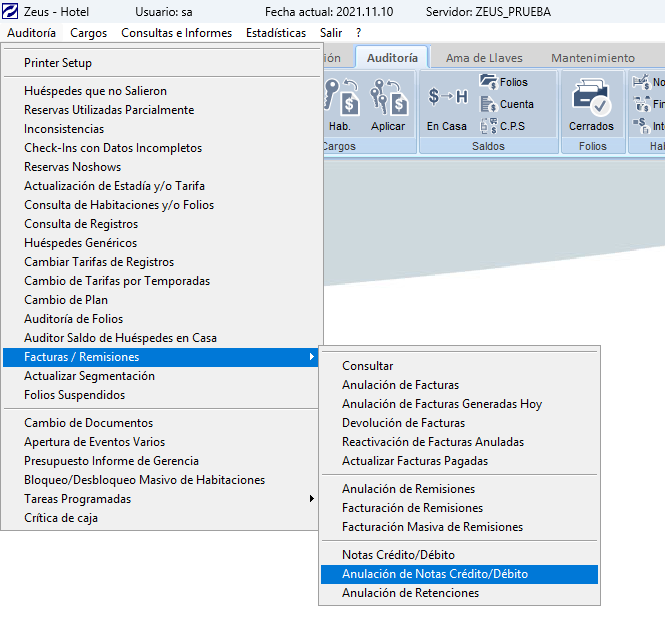 Zeus - Hotel Usuario: sa Fecha actual: 2021.11.10 Servidor: ZEUS_PRUEBA
Auditoría Cargos Consultas e Informes Estadísticas Salir ?
Auditoría Ama de Llaves Mantenimiento
Printer Setup
Huéspedes que no Salieron
Reservas Utilizadas Parcialmente
Inconsistencias
Check-Ins con Datos Incompletos
Reservas Noshows
Actualización de Estadía y/o Tarifa
Consulta de Habitaciones y/o Folios
Consulta de Registros
Huéspedes Genéricos
Cambiar Tarifas de Registros
Cambio de Tarifas por Temporadas
Cambio de Plan
Auditoría de Folios
Auditor Saldo de Huéspedes en Casa
Facturas / Remisiones
Actualizar Segmentación
Folios Suspendidos
Cambio de Documentos
Apertura de Eventos Varios
Presupuesto Informe de Gerencia
Bloqueo/Desbloqueo Masivo de Habitaciones
Tareas Programadas
Crítica de caja
Hab. Aplicar
Cargos
$→H
En Casa
Folios
Cuenta
C.P.S
Saldos
Cerrados
Folios
Consultar
Anulación de Facturas
Anulación de Facturas Generadas Hoy
Devolución de Facturas
Reactivación de Facturas Anuladas
Actualizar Facturas Pagadas
Anulación de Remisiones
Facturación de Remisiones
Facturación Masiva de Remisiones
Notas Crédito/Débito
Anulación de Notas Crédito/Débito
Anulación de Retenciones